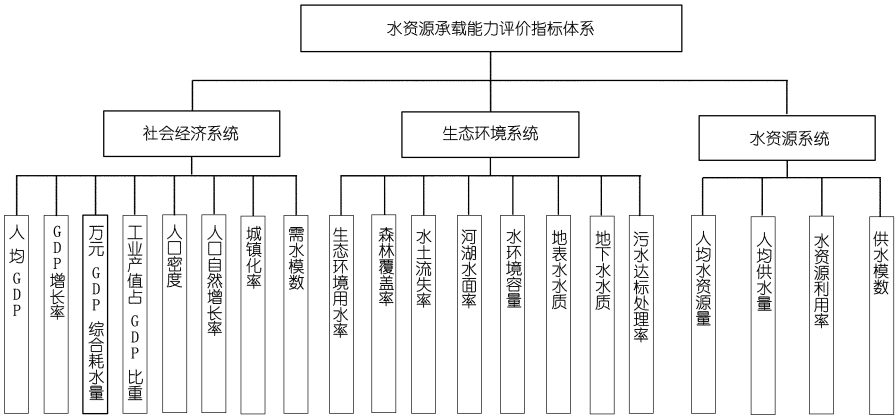 水资源承载能力评价指标体系
社会经济系统
生态环境系统
水资源系统
人均GDP
GDP增长率
万元GDP综合耗水量
工业产值占GDP比重
人口密度
人口自然增长率
城镇化率
需水模数
生态环境用水率
森林覆盖率
水土流失率
河湖水面率
水环境容量
地表水水质
地下水水质
污水达标处理率
人均水资源量
人均供水量
水资源利用率
供水模数